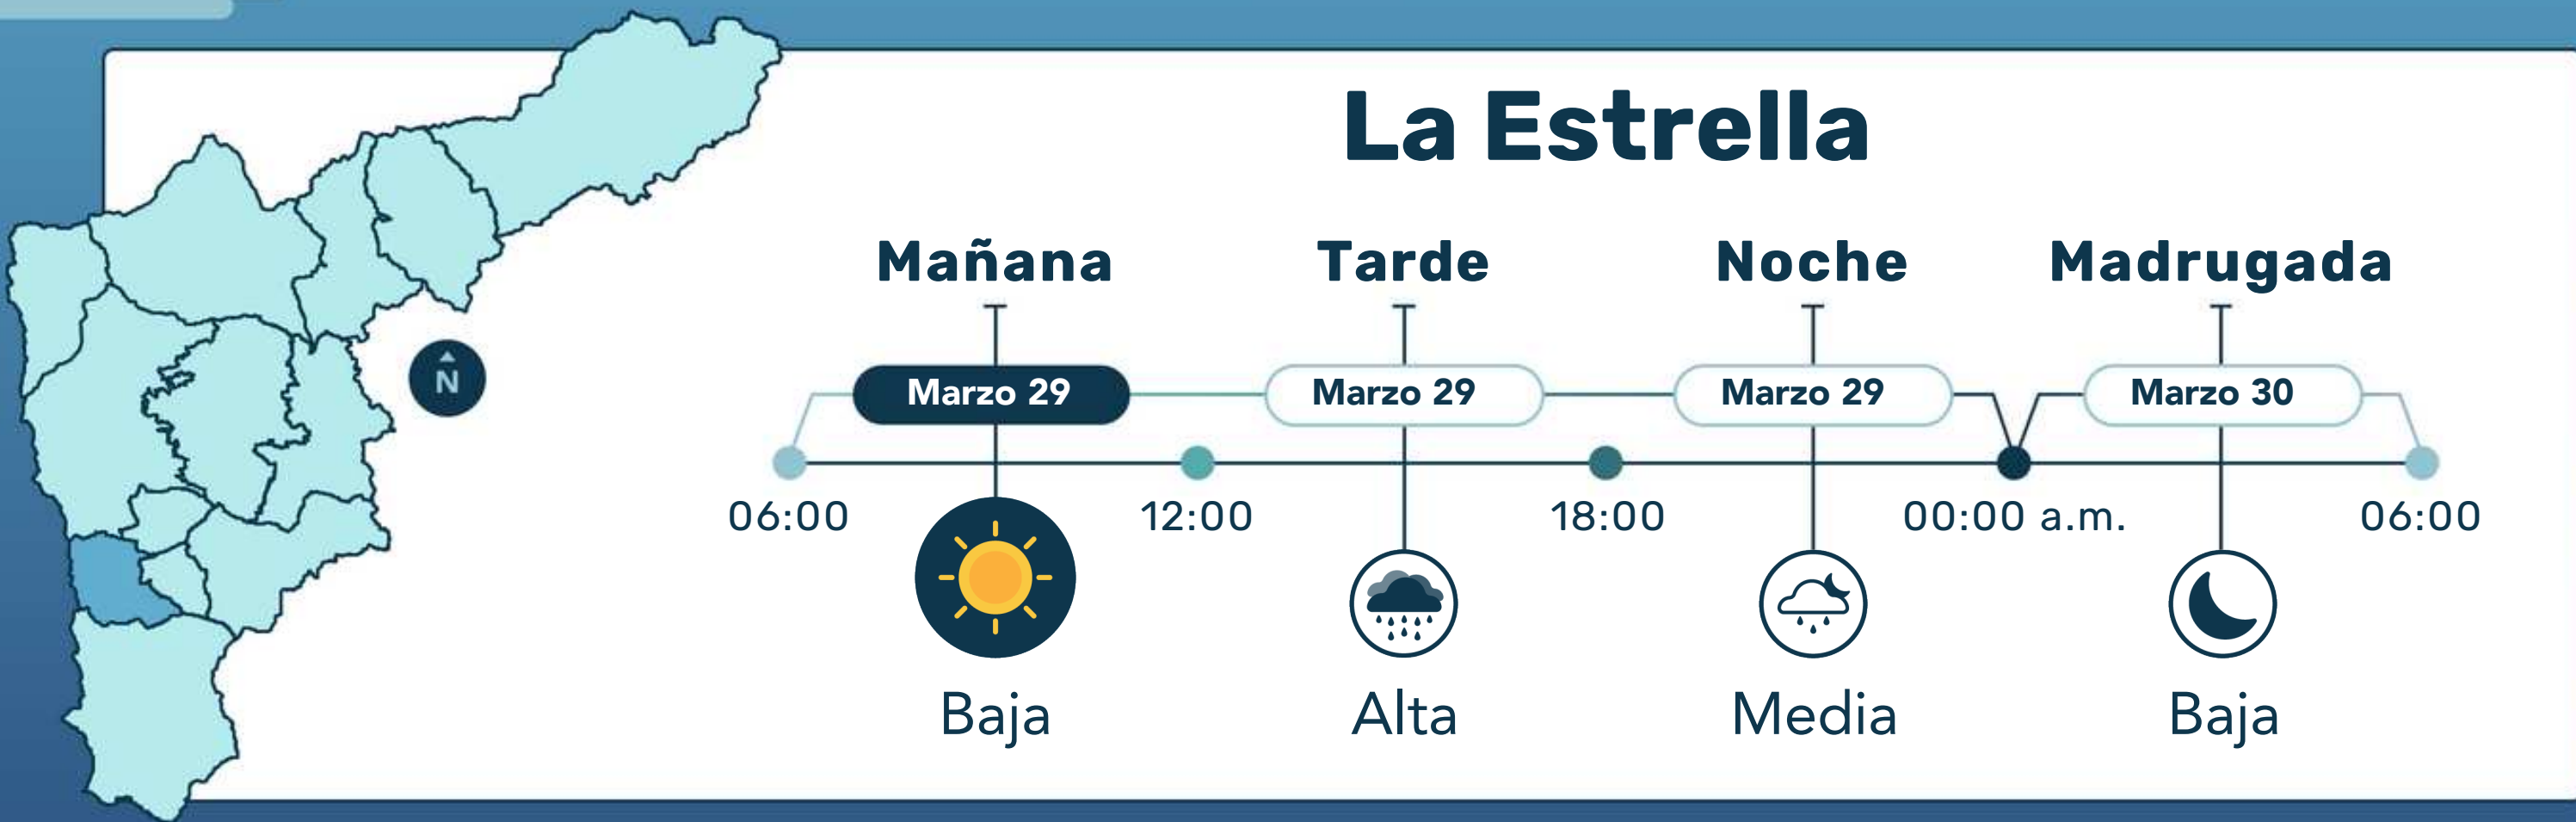 La Estrella
Mañana Tarde Noche Madrugada
Marzo 29 Marzo 29 Marzo 29 Marzo 30
N
06:00 12:00 18:00 00:00 a.m. 06:00
Baja Alta Media Baja